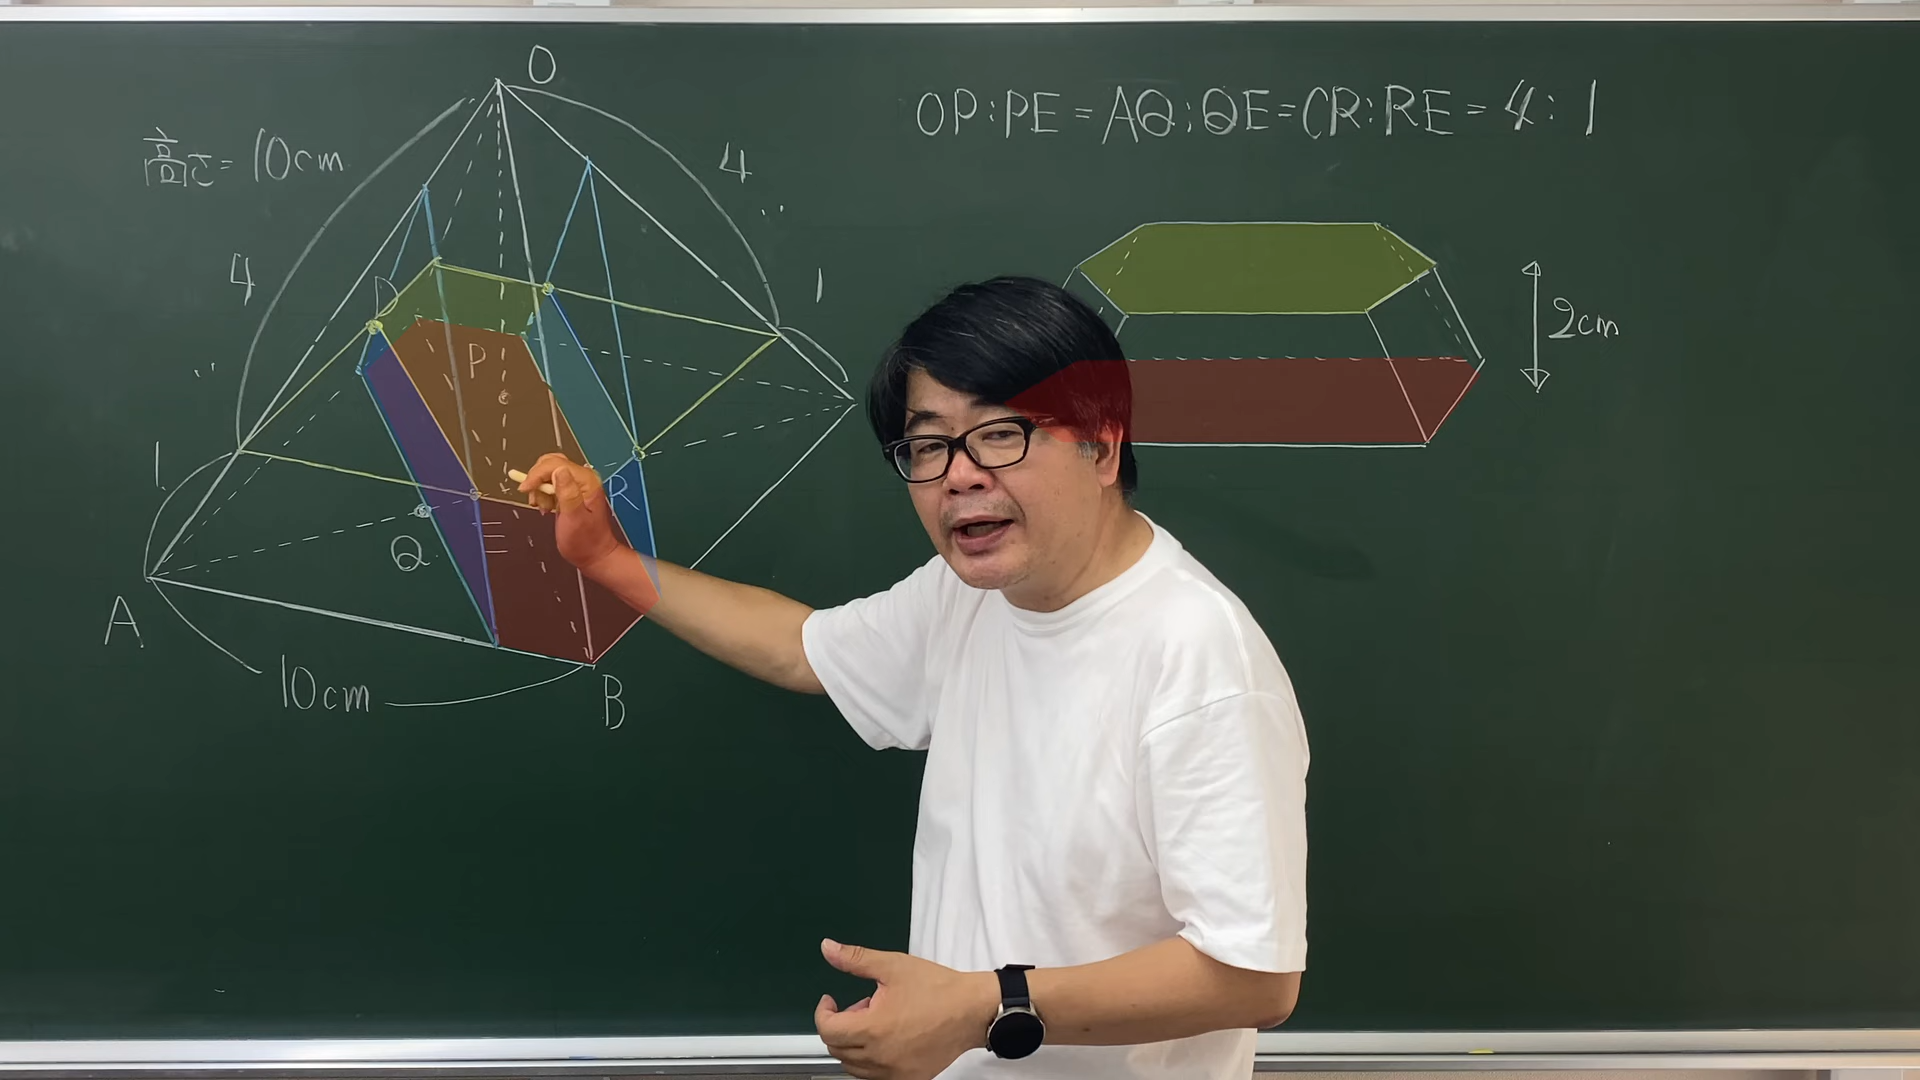 O
OP:PE=AQ:QE=CR:RE=4:1
高さ=10cm
4
4
D
1
2cm
P
1
R
Q
E
A
10cm
B